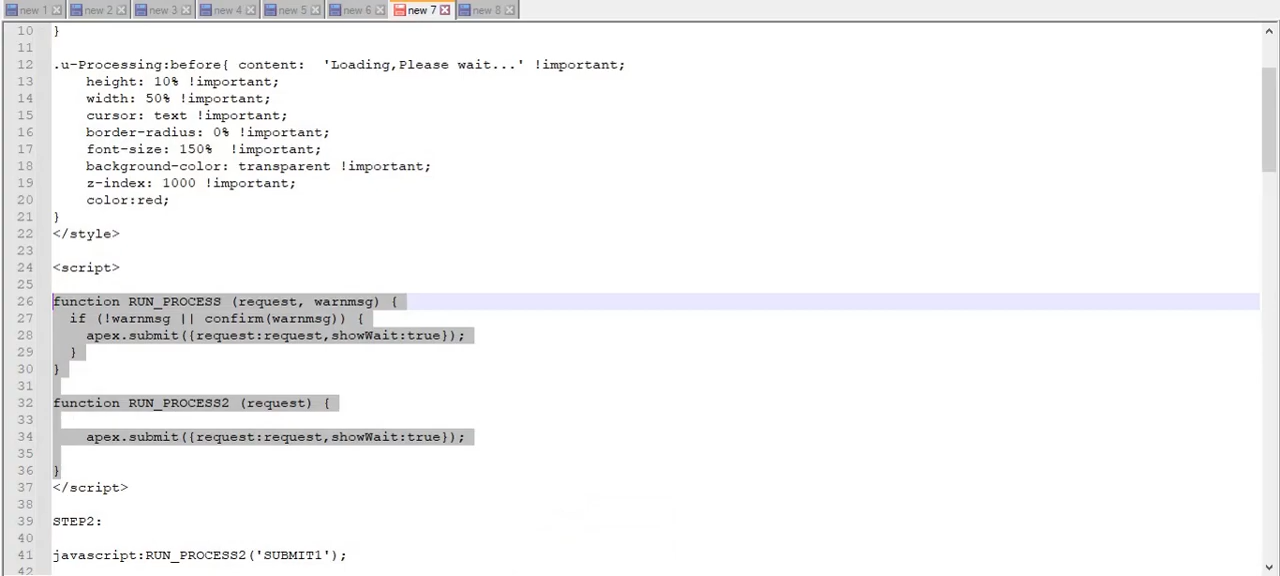 new 1 new 2 new 3 new 4 new 5 new 6 new 7 new 8
10 }
11
12 .u-Processing:before{ content:  'Loading,Please wait...' !important;
13     height: 10% !important;
14     width: 50% !important;
15     cursor: text !important;
16     border-radius: 0% !important;
17     font-size: 150%  !important;
18     background-color: transparent !important;
19     z-index: 1000 !important;
20     color:red;
21 }
22 </style>
23
24 <script>
25
26 function RUN_PROCESS (request, warnmsg) {
27   if (!warnmsg || confirm(warnmsg)) {
28     apex.submit({request:request,showWait:true});
29   }
30 }
31
32 function RUN_PROCESS2 (request) {
33
34     apex.submit({request:request,showWait:true});
35
36 }
37 </script>
38
39 STEP2:
40
41 javascript:RUN_PROCESS2('SUBMIT1');
42